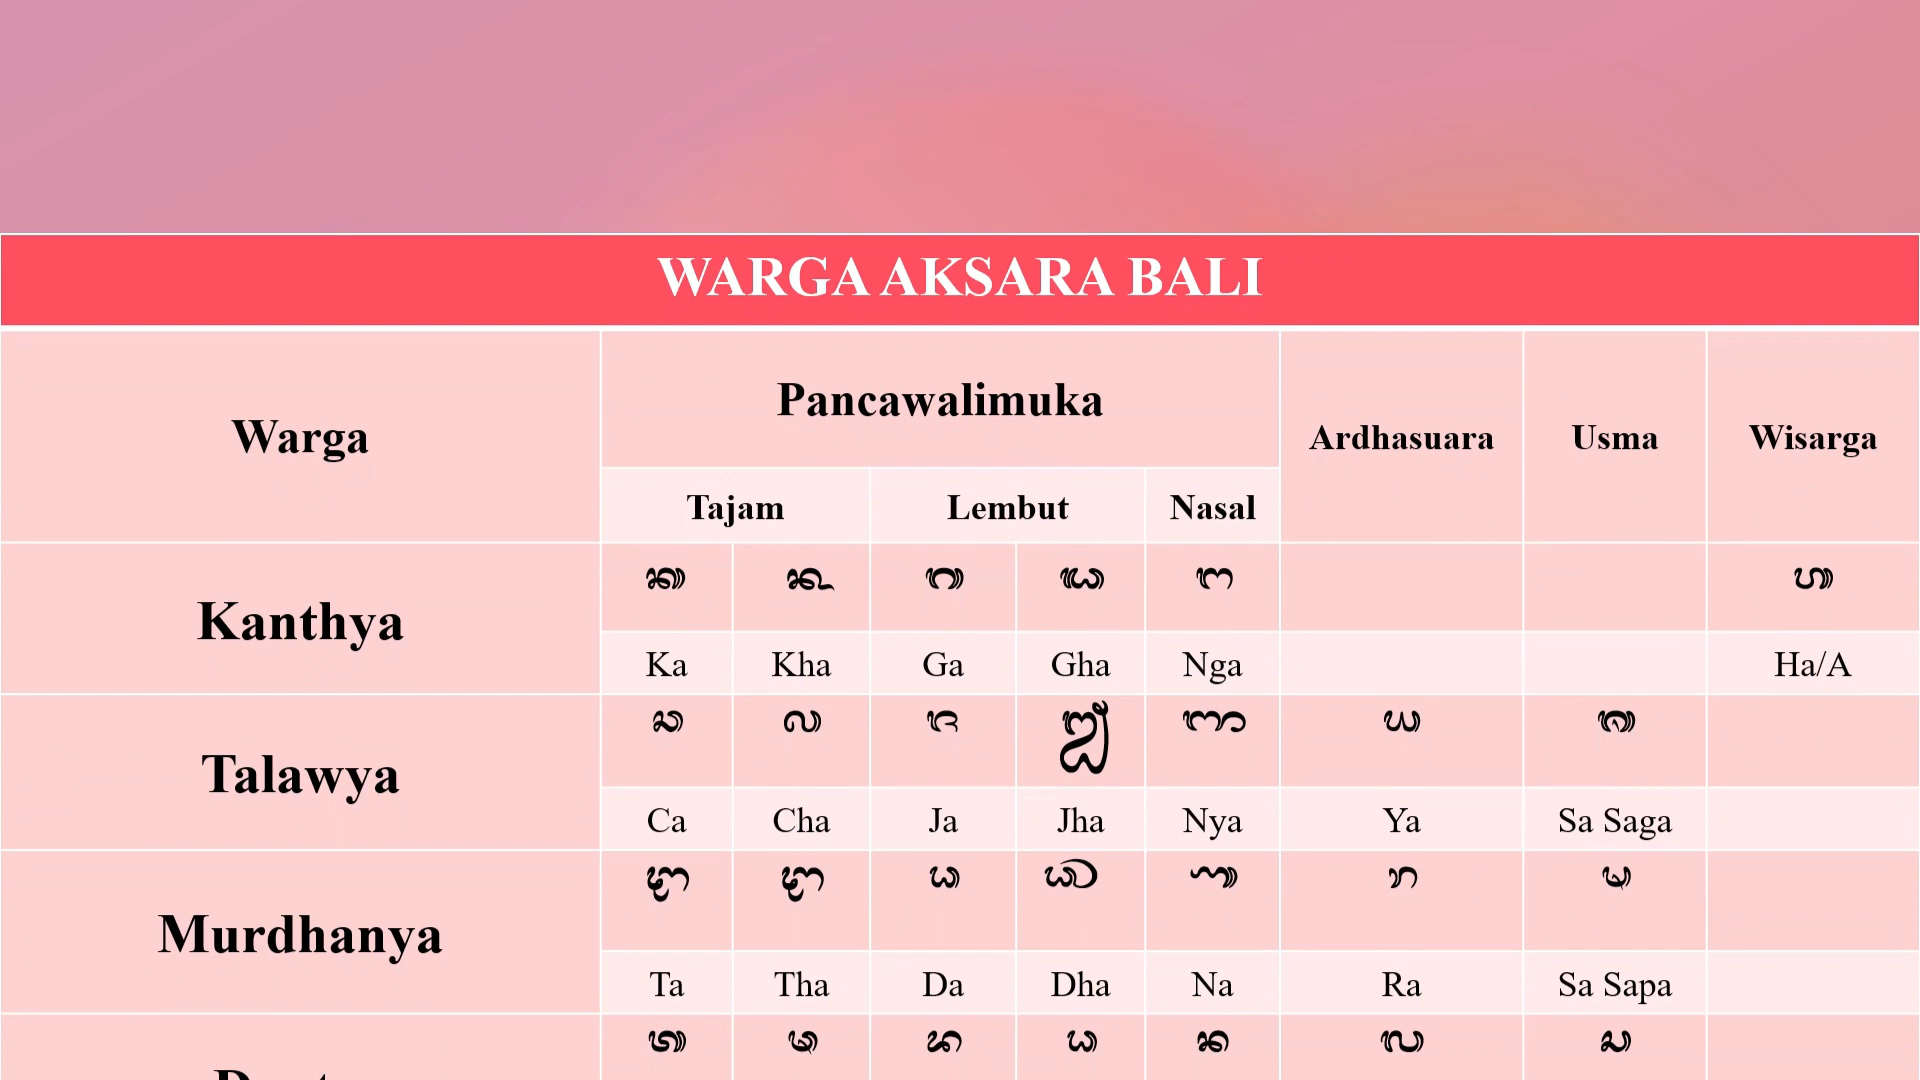 WARGA AKSARA BALI
Warga
Pancawalimuka
Ardhasuara
Usma
Wisarga
Tajam
Lembut
Nasal
Kanthya
ᬓ ᬔ ᬕ ᬖ ᬗ ᬳ
Ka Kha Ga Gha Nga Ha/A
Talawya
ᬘ ᬙ ᬚ ᬛ ᬜ ᬬ ᬰ
Ca Cha Ja Jha Nya Ya Sa Saga
Murdhanya
ᬝ ᬝ ᬟ ᬠ ᬡ ᬭ ᬱ
Ta Tha Da Dha Na Ra Sa Sapa
ᬢ ᬣ ᬤ ᬥ ᬦ ᬮ ᬲ